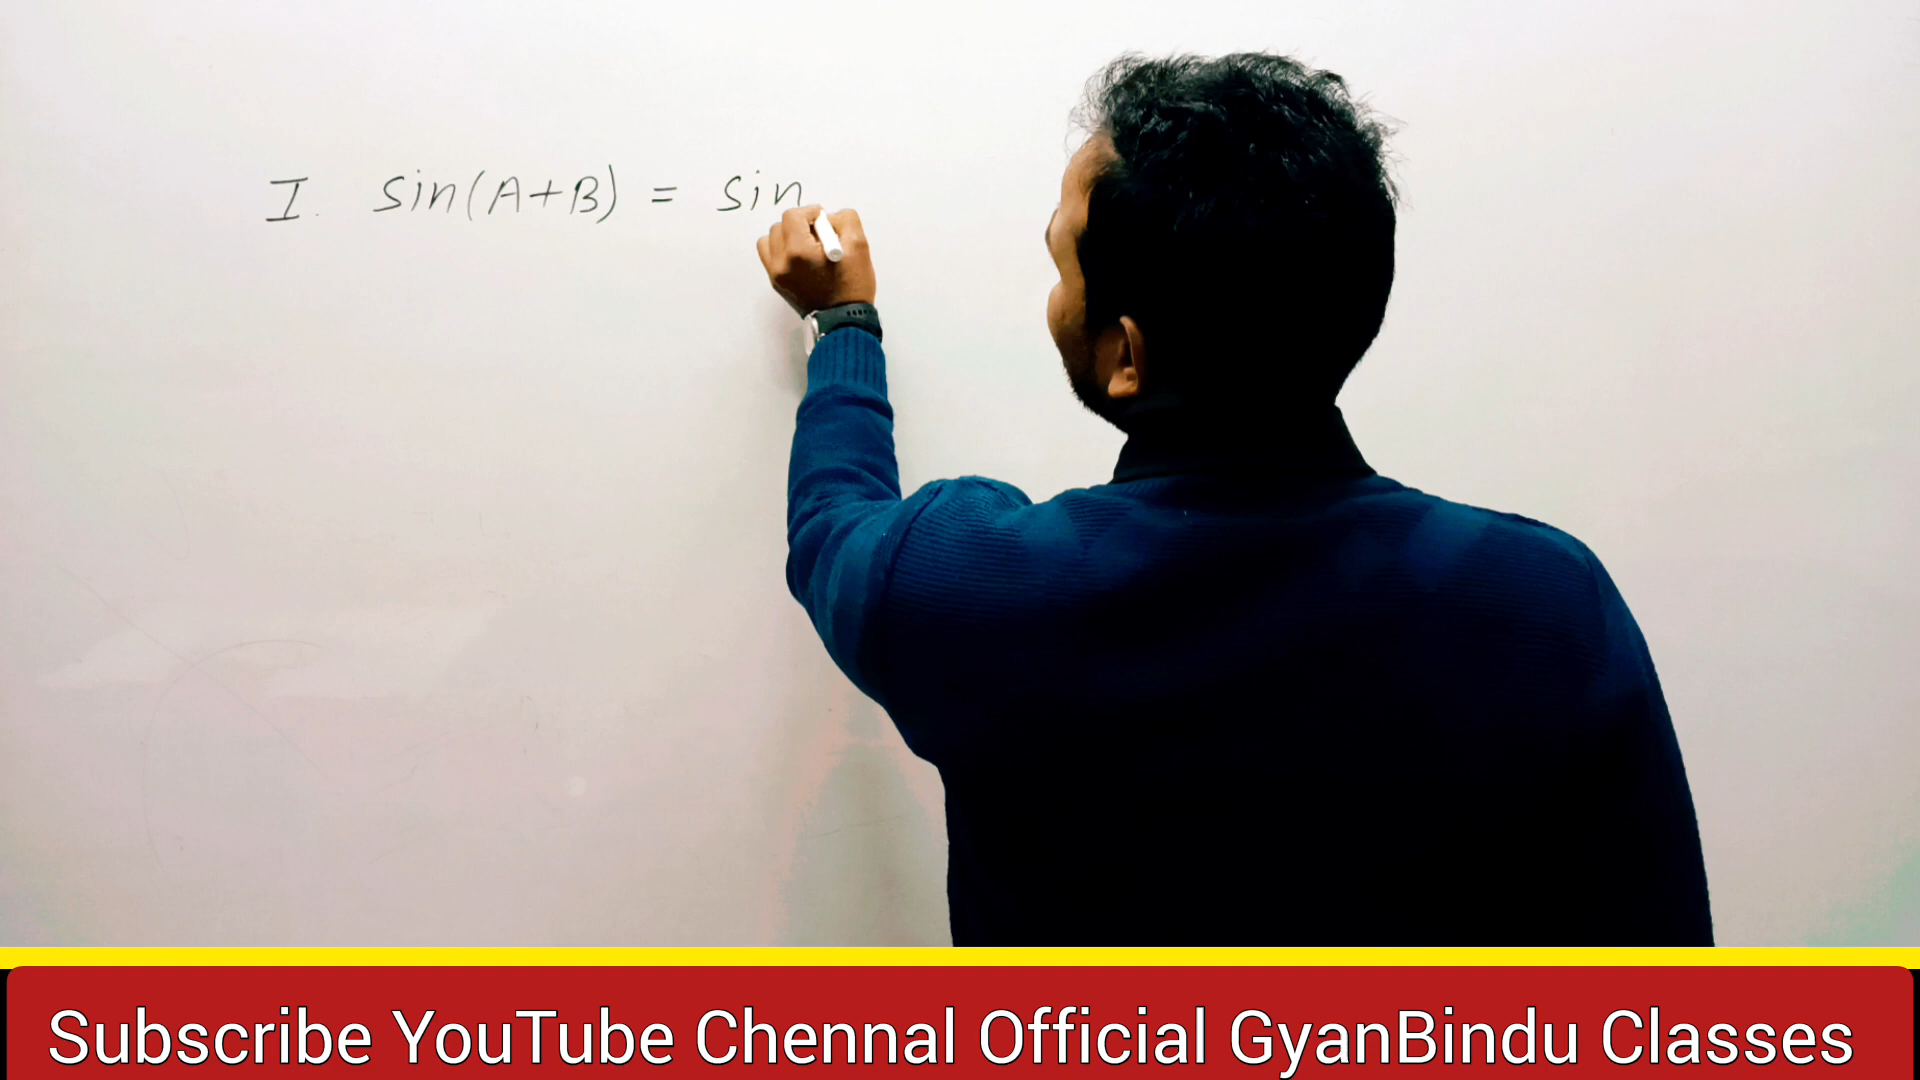 I. sin(A+B) = sin
Subscribe YouTube Chennal Official GyanBindu Classes